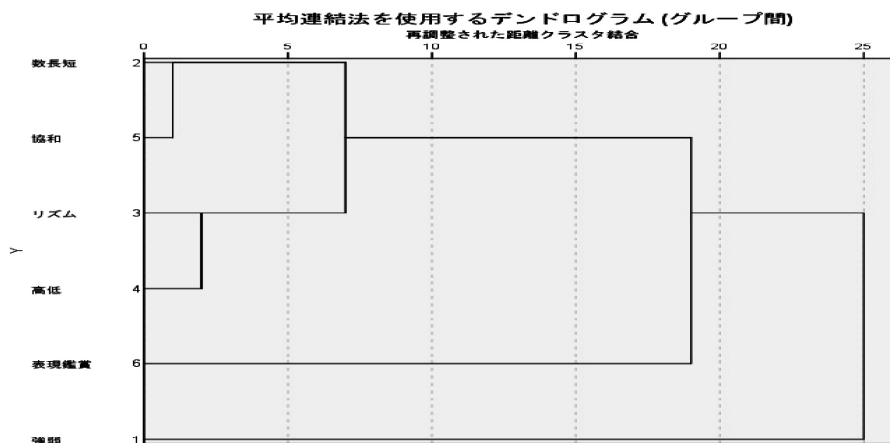 平均連結法を使用するデンドログラム (グループ間)
再調整された距離クラスタ結合
0 5 10 15 20 25
数長短 2
協和 5
リズム 3
Y
高低 4
表現鑑賞 6
強弱 1